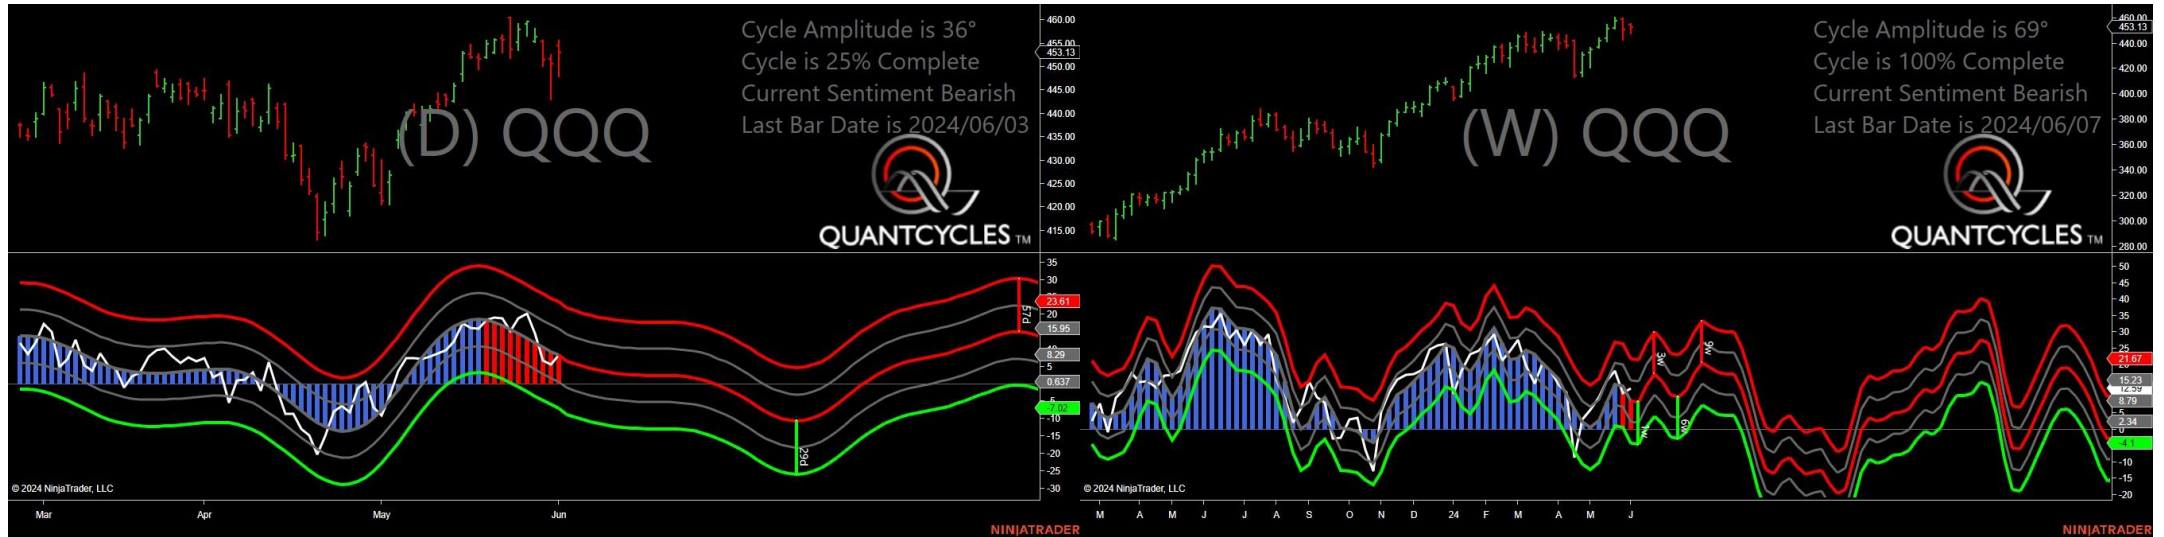 Cycle Amplitude is 36°
Cycle is 25% Complete
Current Sentiment Bearish
Last Bar Date is 2024/06/03
(D) QQQ
QUANTCYCLES TM
460.00
455.00
453.13
450.00
445.00
440.00
435.00
430.00
425.00
420.00
415.00
35
30
23.61
20
15.95
8.29
5
0.637
-7.02
-10
-15
-20
-25
-30
57d
29d
© 2024 NinjaTrader, LLC
Mar Apr May Jun
NINJATRADER
Cycle Amplitude is 69°
Cycle is 100% Complete
Current Sentiment Bearish
Last Bar Date is 2024/06/07
(W) QQQ
QUANTCYCLES TM
460.00
453.13
440.00
420.00
400.00
380.00
360.00
340.00
320.00
300.00
280.00
50
45
40
35
30
25
21.67
15.23
12.59
8.79
5
2.34
0
-4.1
-10
-15
-20
3w
9w
1w
6w
© 2024 NinjaTrader, LLC
M A M J J A S O N D 24 F M A M J
NINJATRADER